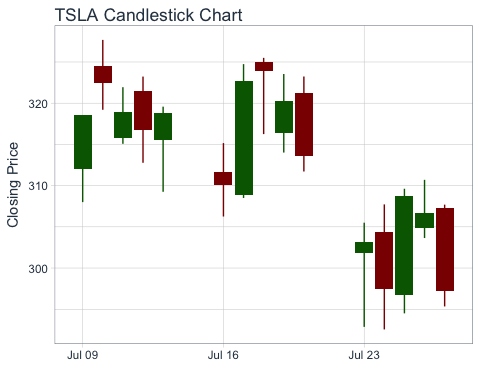 TSLA Candlestick Chart
Closing Price
320
310
300
Jul 09
Jul 16
Jul 23